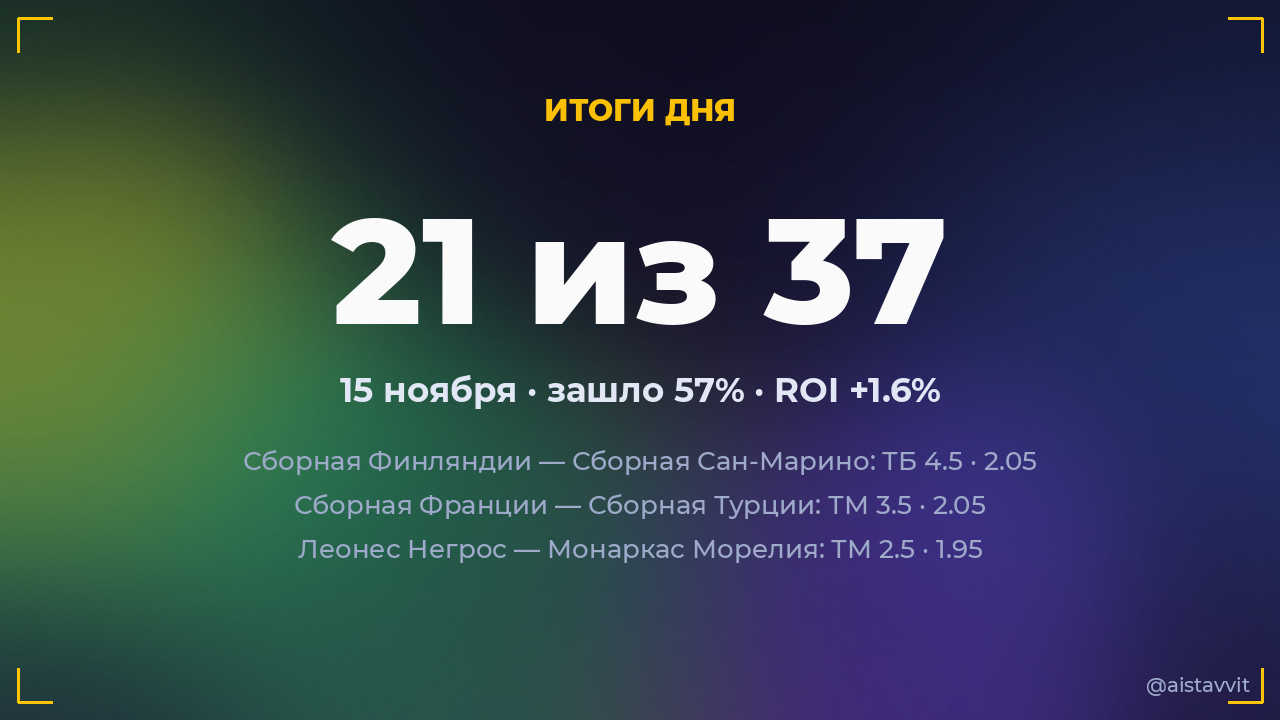 ИТОГИ ДНЯ
21 из 37
15 ноября · зашло 57% · ROI +1.6%
Сборная Финляндии — Сборная Сан-Марино: ТБ 4.5 · 2.05
Сборная Франции — Сборная Турции: ТМ 3.5 · 2.05
Леонес Негрос — Монаркас Морелия: ТМ 2.5 · 1.95
@aistavvit